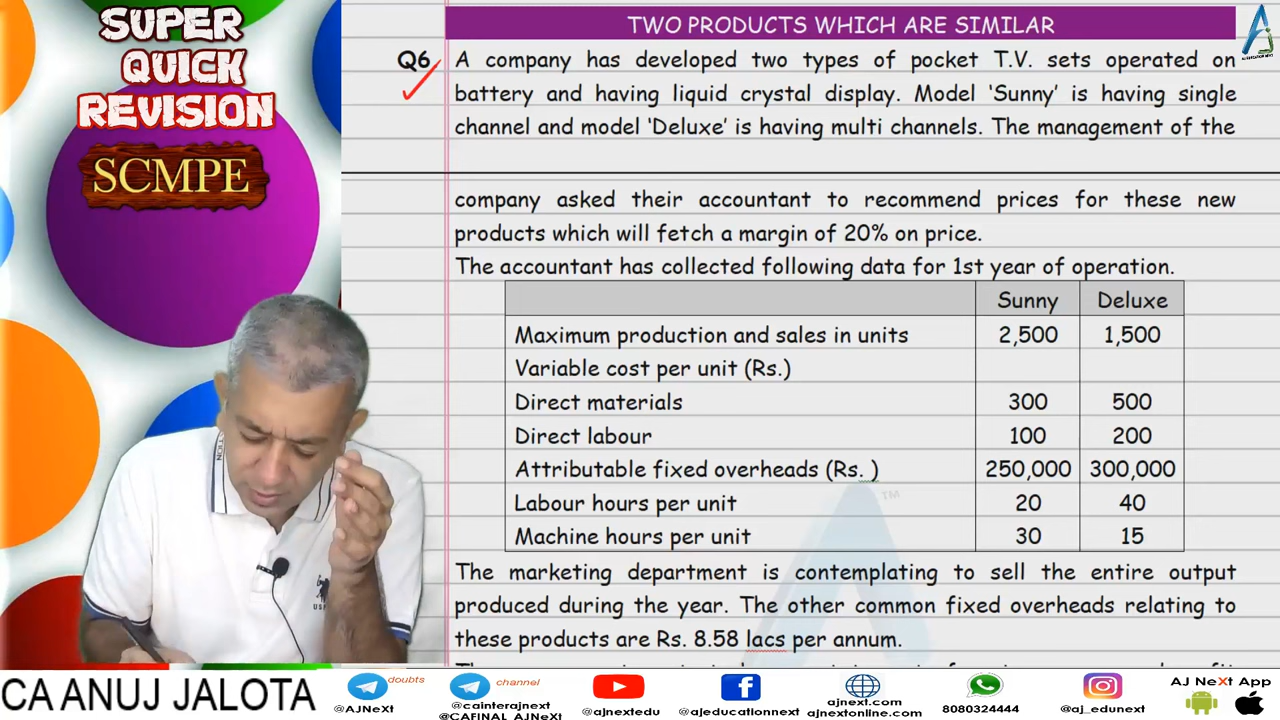 SUPER
QUICK
REVISION
SCMPE
TWO PRODUCTS WHICH ARE SIMILAR
Q6. A company has developed two types of pocket T.V. sets operated on
battery and having liquid crystal display. Model ‘Sunny’ is having single
channel and model ‘Deluxe’ is having multi channels. The management of the
company asked their accountant to recommend prices for these new
products which will fetch a margin of 20% on price.
The accountant has collected following data for 1st year of operation.
Sunny Deluxe
Maximum production and sales in units 2,500 1,500
Variable cost per unit (Rs.)
Direct materials 300 500
Direct labour 100 200
Attributable fixed overheads (Rs. ) 250,000 300,000
Labour hours per unit 20 40
Machine hours per unit 30 15
TM
The marketing department is contemplating to sell the entire output
produced during the year. The other common fixed overheads relating to
these products are Rs. 8.58 lacs per annum.
CA ANUJ JALOTA
doubts
@AJNeXt
channel
@cainterajnext
@CAFINAL_AJNeXt
@ajnextedu
@ajeducationnext
ajnext.com
ajnextonline.com
8080324444
@aj_edunext
AJ NeXt App